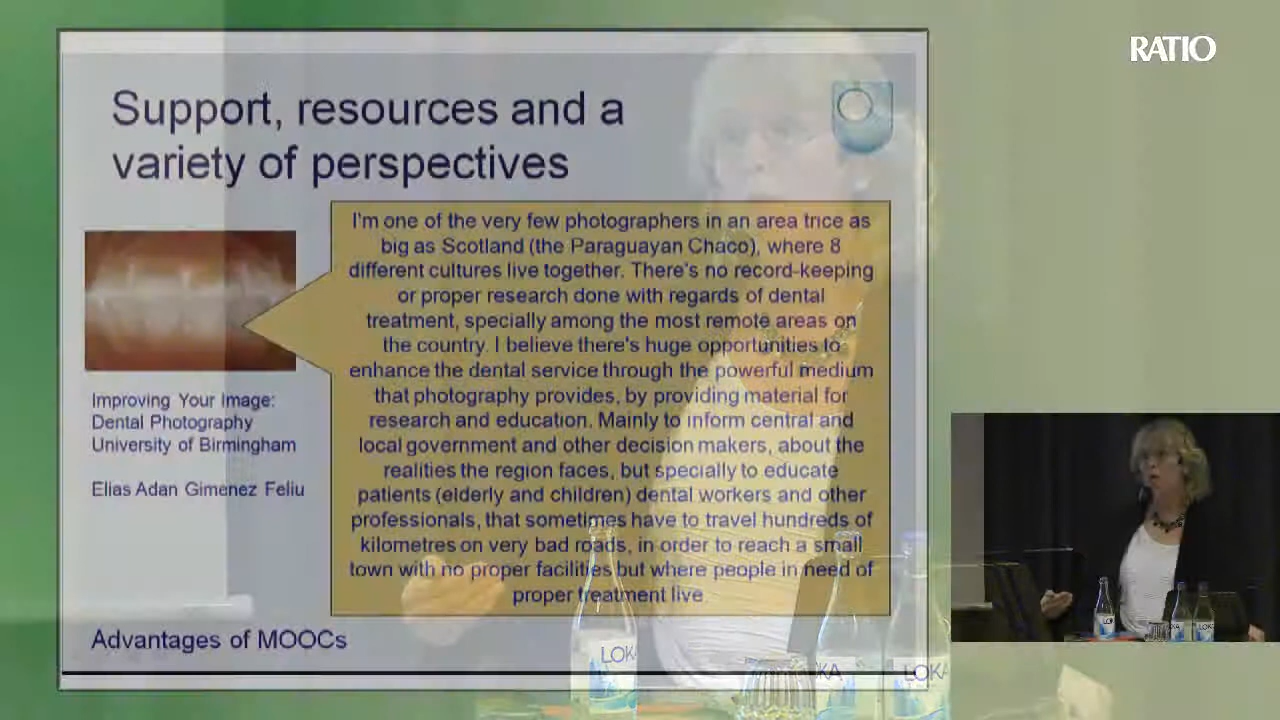 RATIO
Support, resources and a
variety of perspectives
I'm one of the very few photographers in an area trice as
big as Scotland (the Paraguayan Chaco), where 8
different cultures live together. There's no record-keeping
or proper research done with regards of dental
treatment, specially among the most remote areas on
the country. I believe there's huge opportunities to
enhance the dental service through the powerful medium
that photography provides, by providing material for
research and education. Mainly to inform central and
local government and other decision makers, about the
realities the region faces, but specially to educate
patients (elderly and children) dental workers and other
professionals, that sometimes have to travel hundreds of
kilometres on very bad roads, in order to reach a small
town with no proper facilities but where people in need of
proper treatment live
Improving Your Image:
Dental Photography
University of Birmingham
Elias Adan Gimenez Feliu
Advantages of MOOCs
LOKA
KA
LOKA